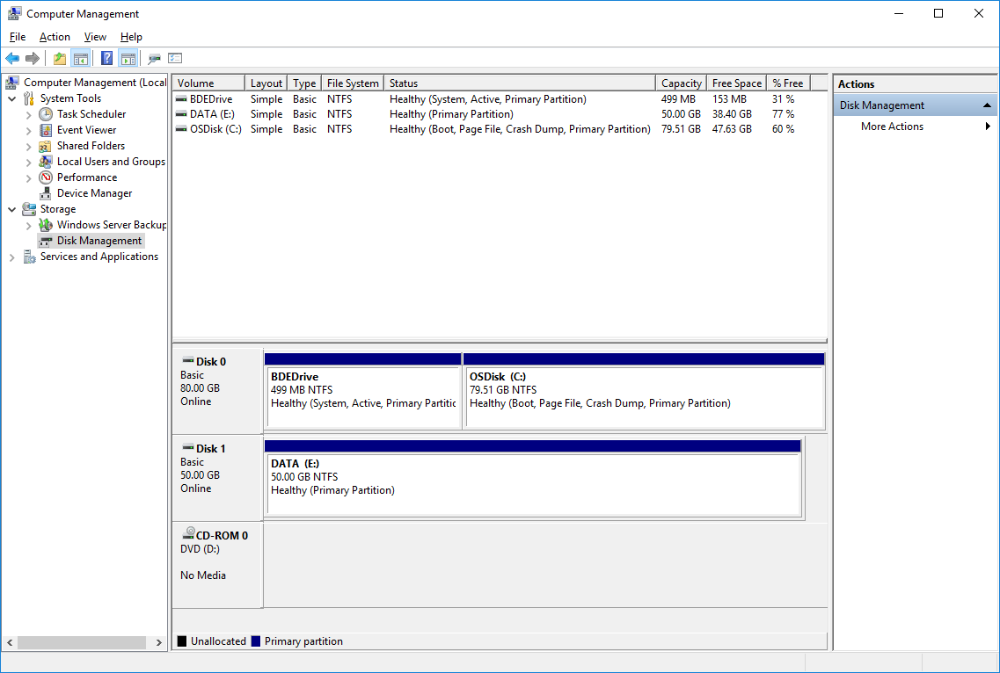 Computer Management
File Action View Help
Computer Management (Local
System Tools
Task Scheduler
Event Viewer
Shared Folders
Local Users and Groups
Performance
Device Manager
Storage
Windows Server Backup
Disk Management
Services and Applications
Volume Layout Type File System Status Capacity Free Space % Free
BDEDrive Simple Basic NTFS Healthy (System, Active, Primary Partition) 499 MB 153 MB 31 %
DATA (E:) Simple Basic NTFS Healthy (Primary Partition) 50.00 GB 38.40 GB 77 %
OSDisk (C:) Simple Basic NTFS Healthy (Boot, Page File, Crash Dump, Primary Partition) 79.51 GB 47.63 GB 60 %
Disk 0
Basic
80.00 GB
Online
BDEDrive
499 MB NTFS
Healthy (System, Active, Primary Partitic
OSDisk (C:)
79.51 GB NTFS
Healthy (Boot, Page File, Crash Dump, Primary Partition)
Disk 1
Basic
50.00 GB
Online
DATA (E:)
50.00 GB NTFS
Healthy (Primary Partition)
CD-ROM 0
DVD (D:)
No Media
Unallocated Primary partition
Actions
Disk Management
More Actions